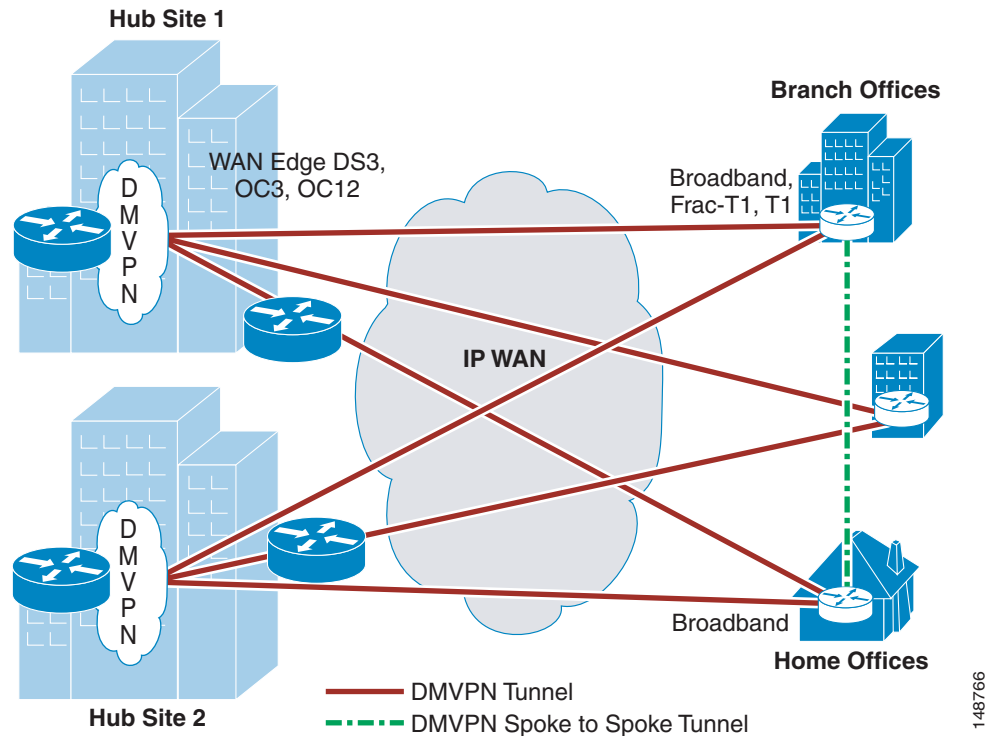 Hub Site 1
Branch Offices
WAN Edge DS3,
OC3, OC12
Broadband,
Frac-T1, T1
D
M
V
P
N
IP WAN
D
M
V
P
N
Broadband
Home Offices
Hub Site 2
DMVPN Tunnel
DMVPN Spoke to Spoke Tunnel
148766